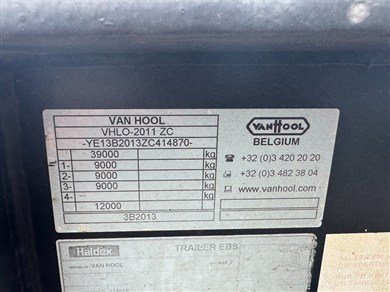 VAN HOOL
VHLO-2011 ZC
-YE13B2013ZC414870-
39000 kg
1- 9000 kg
2- 9000 kg
3- 9000 kg
4- kg
12000 kg
3B2013
VANHOOL
BELGIUM
+32 (0)3 420 20 20
+32 (0)3 482 38 04
www.vanhool.com
Haldex
TRAILER EBS
VAN HOOL